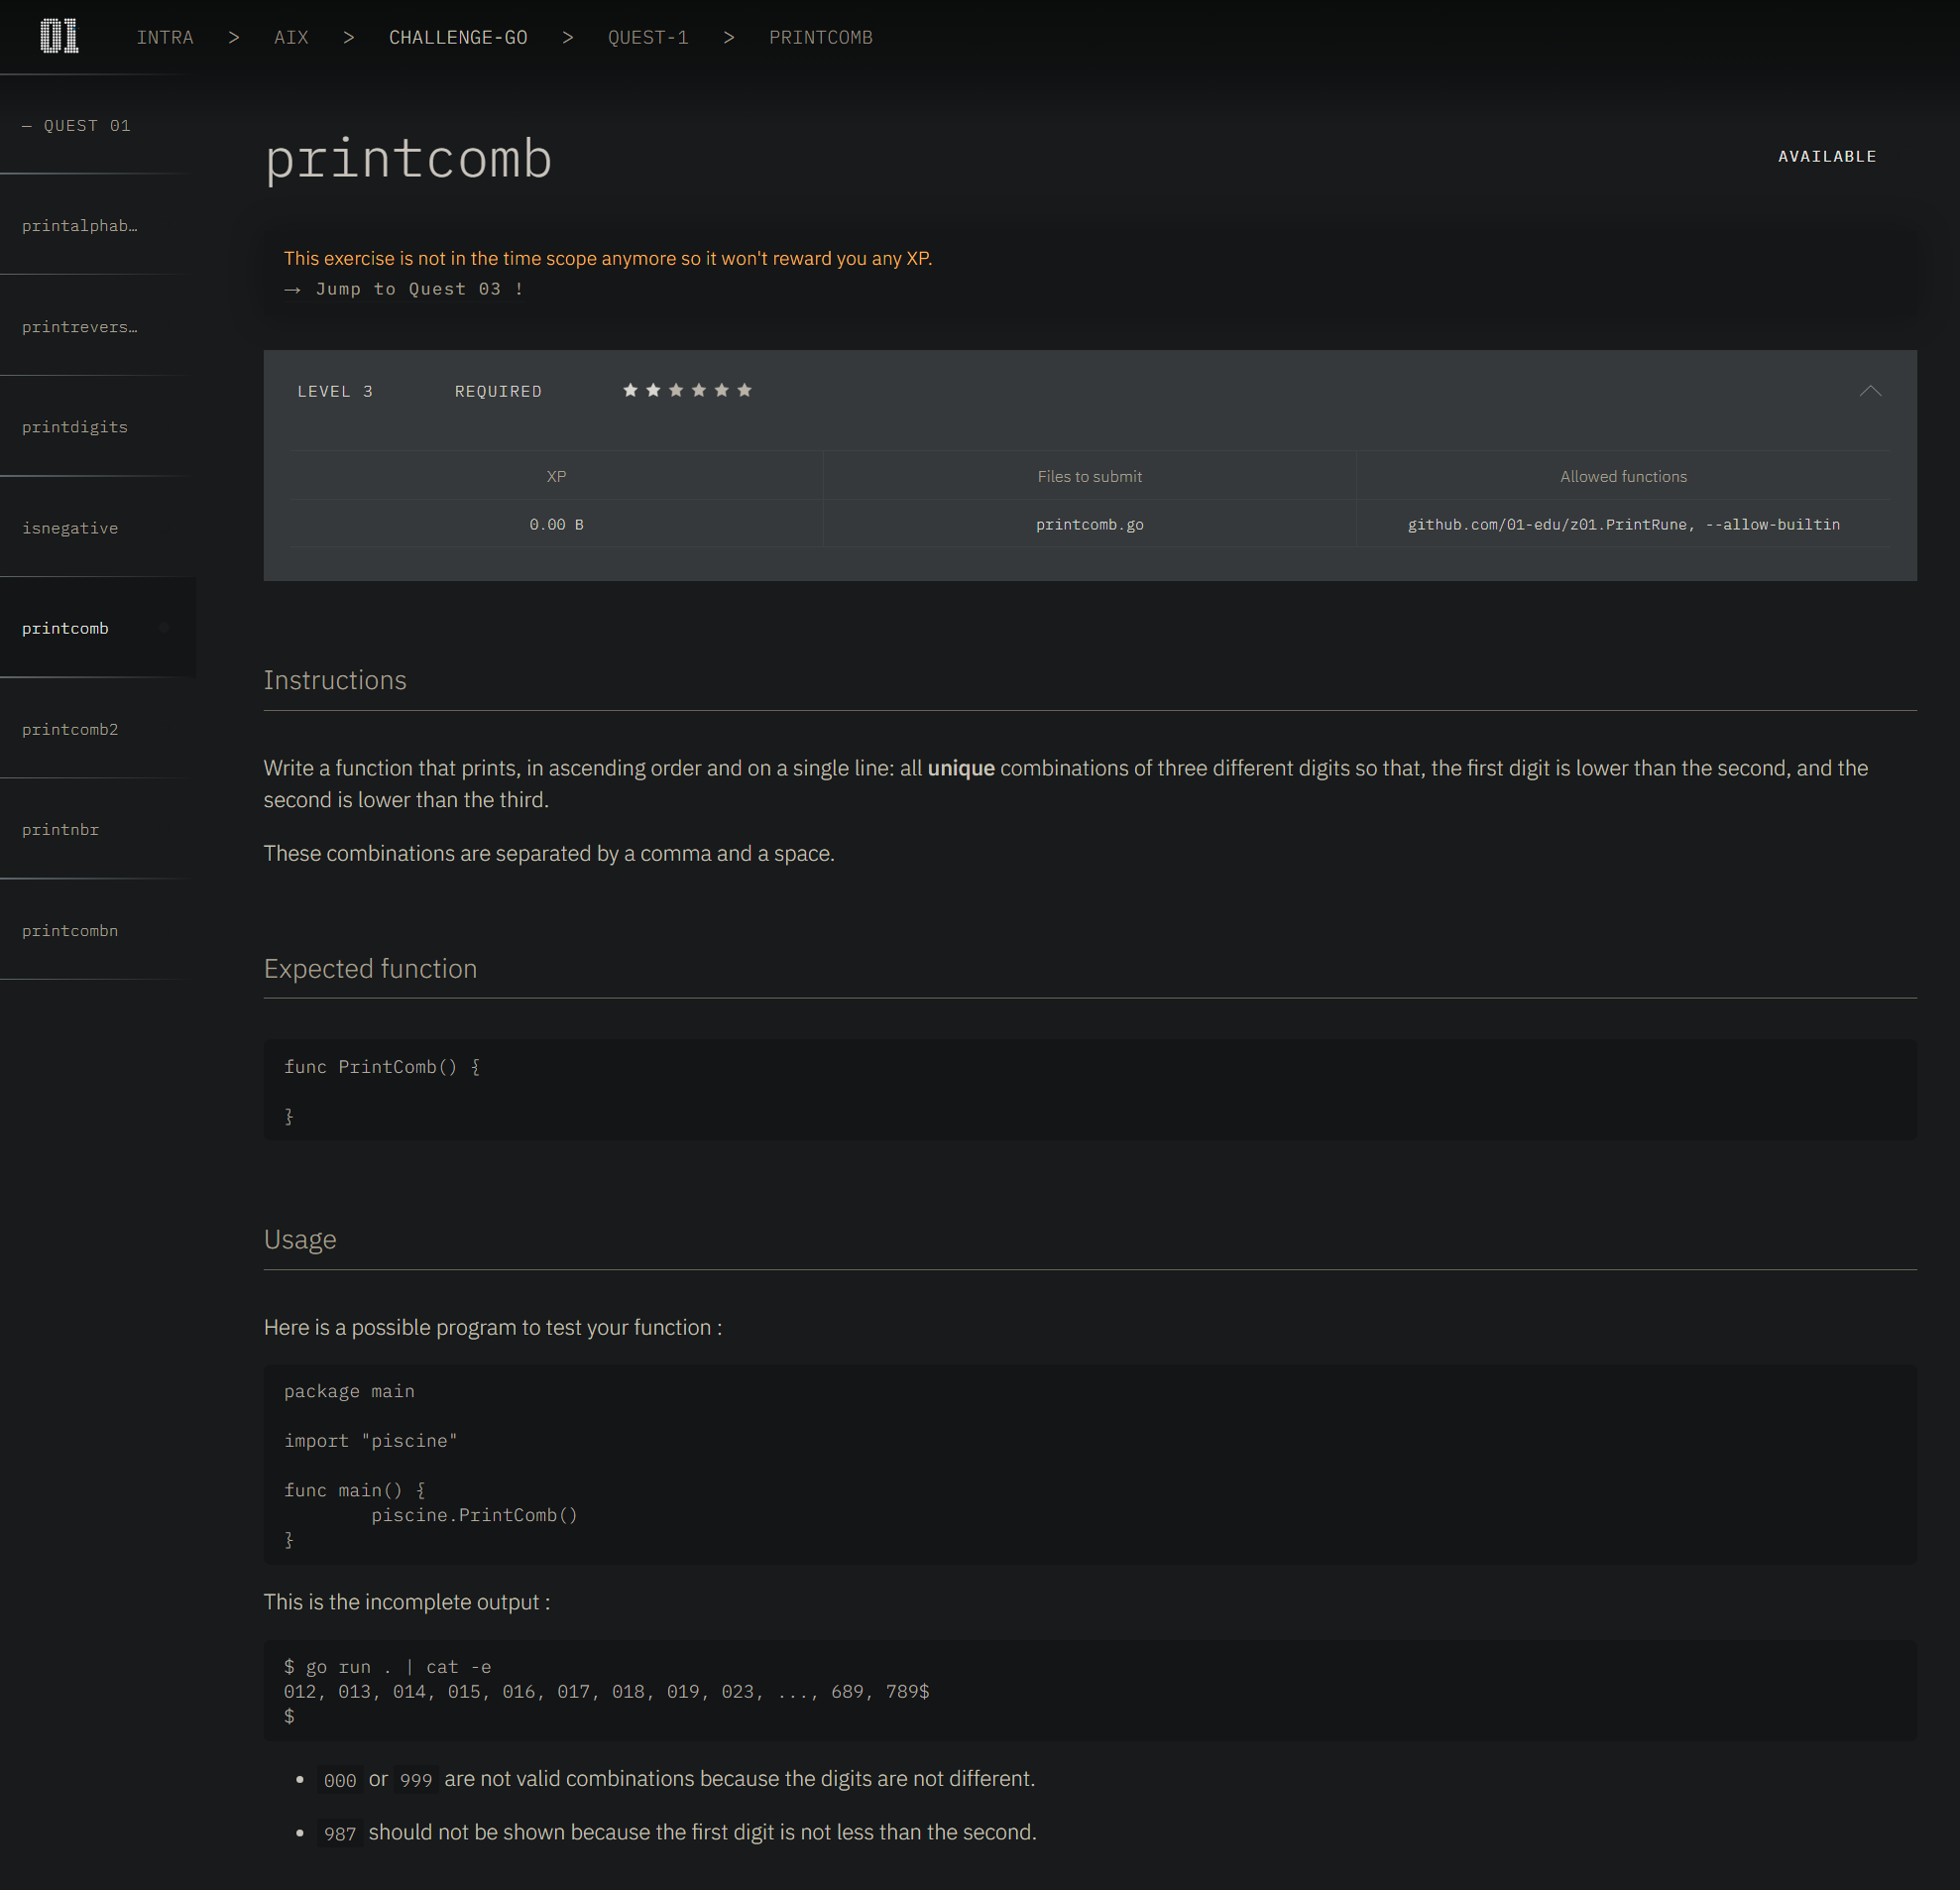 01 INTRA > AIX > CHALLENGE-GO > QUEST-1 > PRINTCOMB
— QUEST 01
printalphab…
printrevers…
printdigits
isnegative
printcomb
printcomb2
printnbr
printcombn
printcomb
AVAILABLE
This exercise is not in the time scope anymore so it won't reward you any XP.
→ Jump to Quest 03 !
LEVEL 3 REQUIRED ★★★★★★
XP Files to submit Allowed functions
0.00 B printcomb.go github.com/01-edu/z01.PrintRune, --allow-builtin
Instructions
Write a function that prints, in ascending order and on a single line: all unique combinations of three different digits so that, the first digit is lower than the second, and the
second is lower than the third.
These combinations are separated by a comma and a space.
Expected function
func PrintComb() {
}
Usage
Here is a possible program to test your function :
package main
import "piscine"
func main() {
        piscine.PrintComb()
}
This is the incomplete output :
$ go run . | cat -e
012, 013, 014, 015, 016, 017, 018, 019, 023, ..., 689, 789$
$
• 000 or 999 are not valid combinations because the digits are not different.
• 987 should not be shown because the first digit is not less than the second.